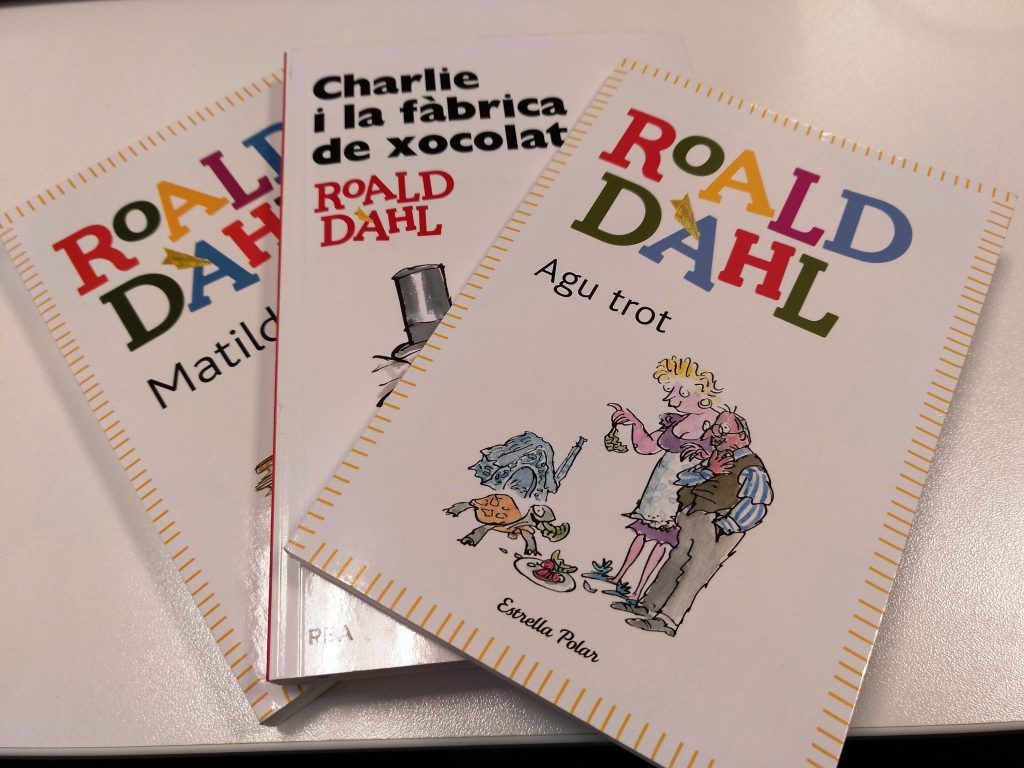 ROALD
DAHL
Matild
Charlie
i la fàbrica
de xocolat
ROALD
DAHL
RBA
ROALD
DAHL
Agu trot
Estrella Polar